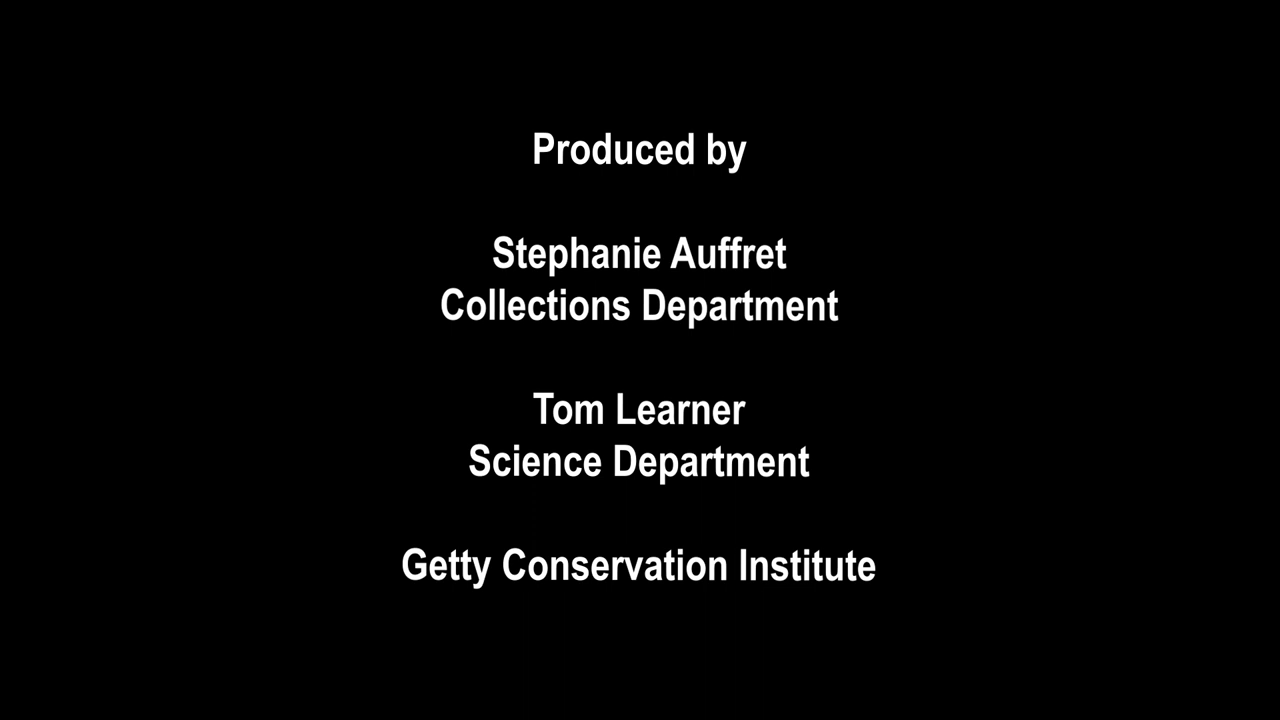 Produced by
Stephanie Auffret
Collections Department
Tom Learner
Science Department
Getty Conservation Institute